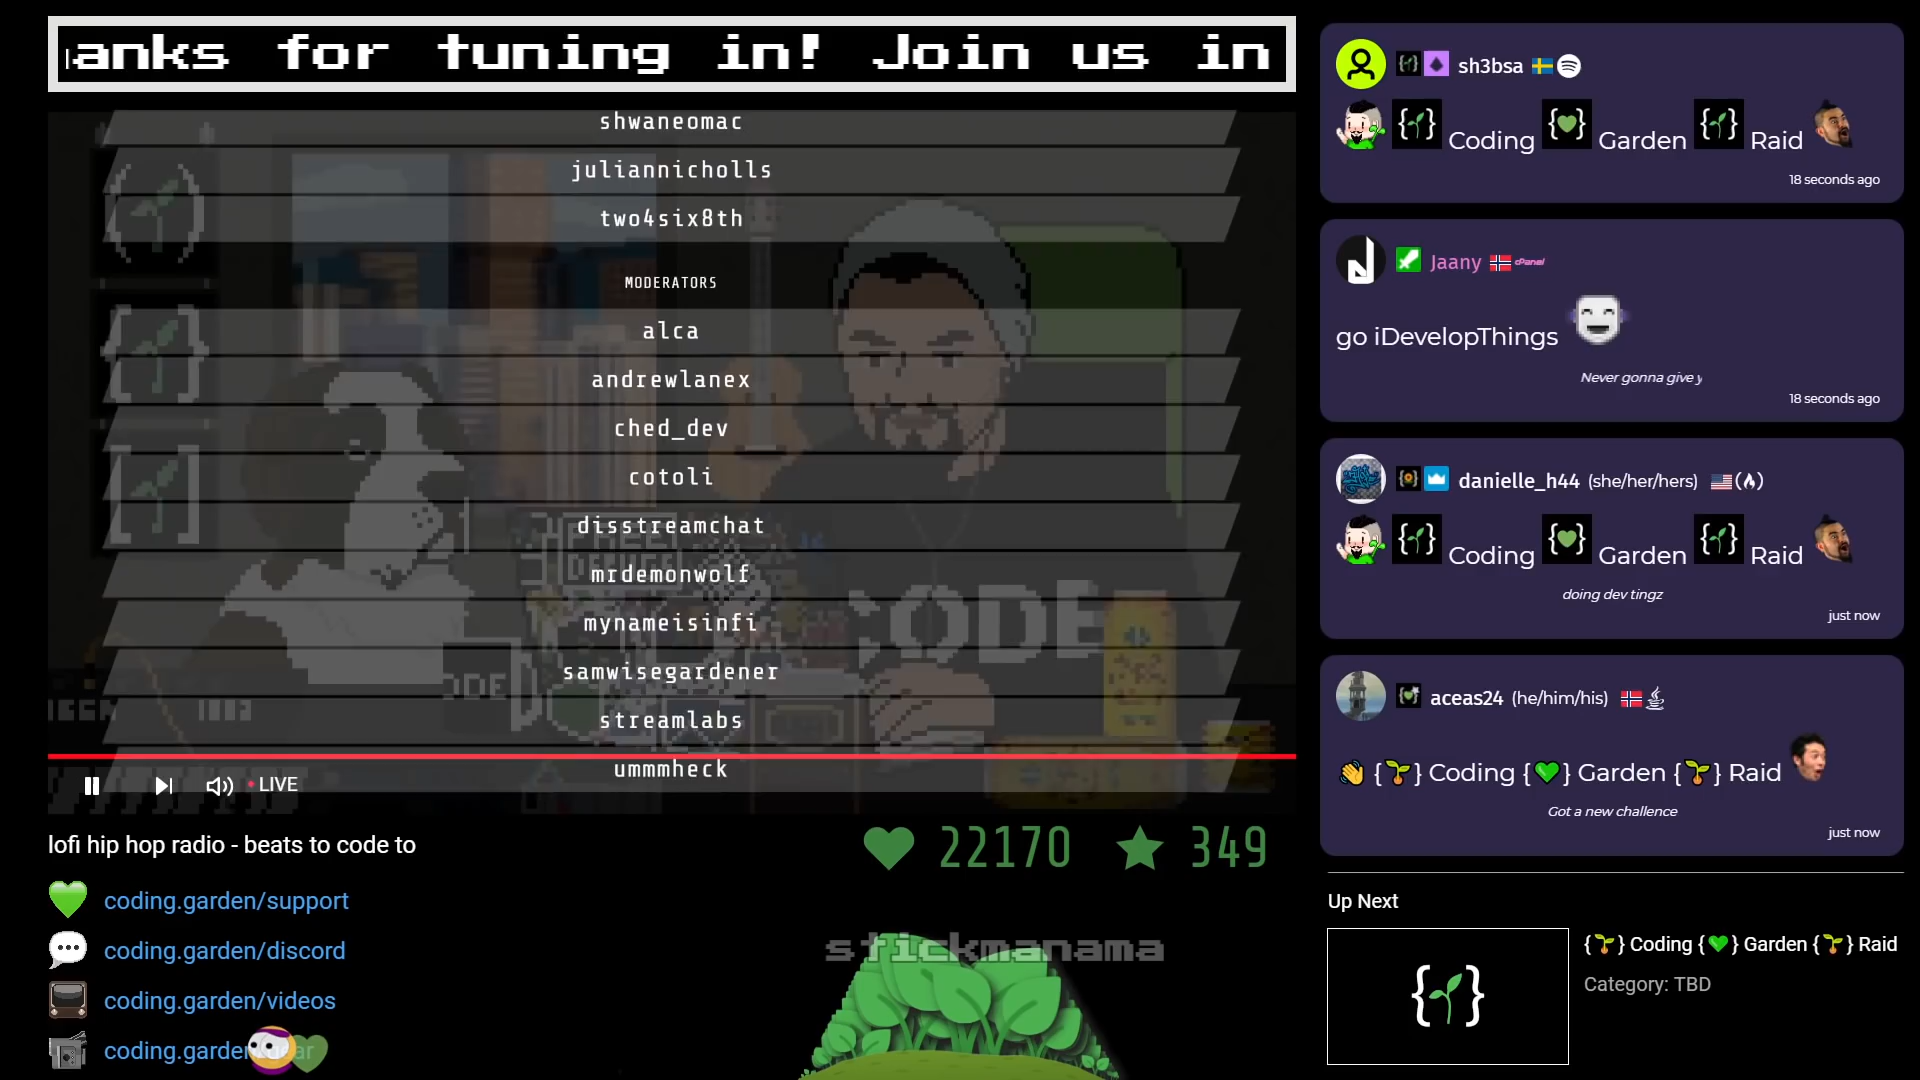 anks for tuning in! Join us in
shwaneomac
juliannicholls
two4six8th
MODERATORS
alca
andrewlanex
ched_dev
cotoli
disstreamchat
mrdemonwolf
mynameisinfi
samwisegardener
streamlabs
ummmheck
CODE
LIVE
lofi hip hop radio - beats to code to
22170 349
💚 coding.garden/support
💬 coding.garden/discord
coding.garden/videos
coding.garden
stickmanama
sh3bsa
{🌱} Coding {💚} Garden {🌱} Raid
18 seconds ago
Jaany cPanel
go iDevelopThings
Never gonna give y
18 seconds ago
danielle_h44 (she/her/hers)
{🌱} Coding {💚} Garden {🌱} Raid
doing dev tingz
just now
aceas24 (he/him/his)
👋 {🌱} Coding {💚} Garden {🌱} Raid
Got a new challence
just now
Up Next
{🌱} Coding {💚} Garden {🌱} Raid
Category: TBD